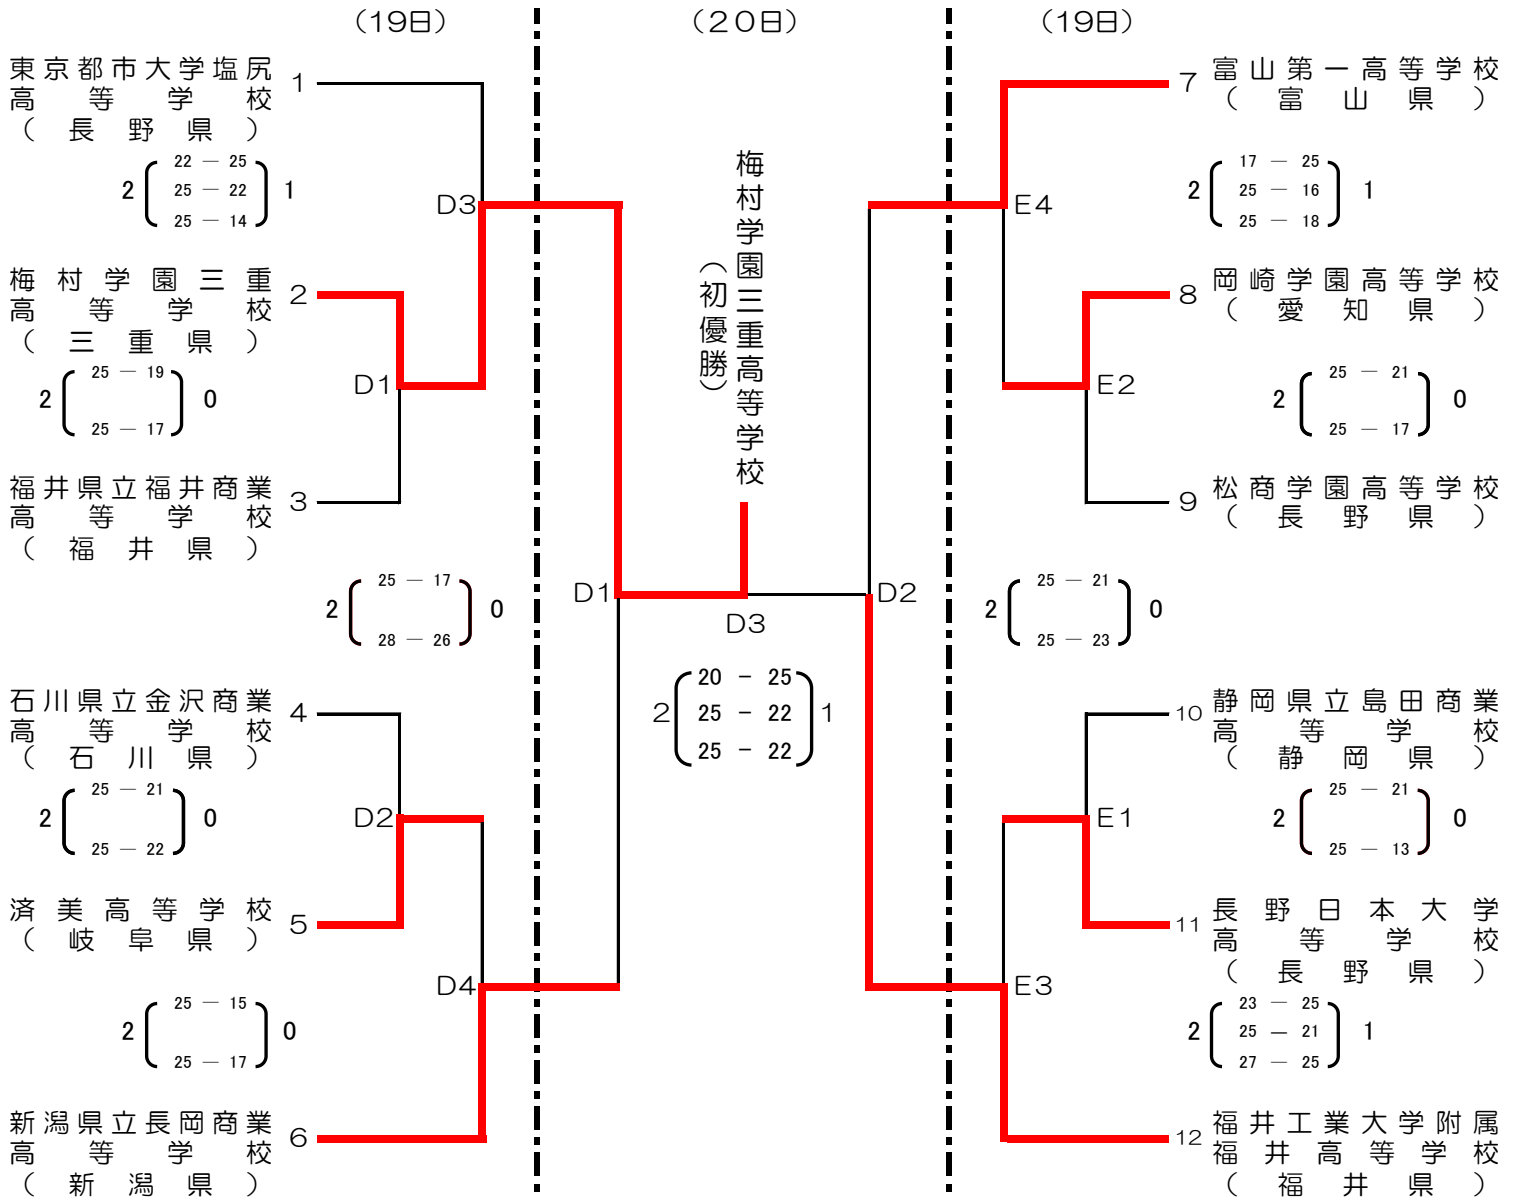 （19日）
（２０日）
（19日）
東京都市大学塩尻
高等学校
（長野県）
1
2
22 － 25
25 － 22
25 － 14
1
D3
梅村学園三重
高等学校
（三重県）
2
2
25 － 19
25 － 17
0
D1
福井県立福井商業
高等学校
（福井県）
3
2
25 － 17
28 － 26
0
D1
石川県立金沢商業
高等学校
（石川県）
4
2
25 － 21
25 － 22
0
D2
済美高等学校
（岐阜県）
5
2
25 － 15
25 － 17
0
D4
新潟県立長岡商業
高等学校
（新潟県）
6
梅村学園三重高等学校
（初優勝）
D3
2
20 － 25
25 － 22
25 － 22
1
7
富山第一高等学校
（富山県）
2
17 － 25
25 － 16
25 － 18
1
E4
8
岡崎学園高等学校
（愛知県）
E2
2
25 － 21
25 － 17
0
9
松商学園高等学校
（長野県）
D2
2
25 － 21
25 － 23
0
10
静岡県立島田商業
高等学校
（静岡県）
2
25 － 21
25 － 13
0
E1
11
長野日本大学
高等学校
（長野県）
E3
2
23 － 25
25 － 21
27 － 25
1
12
福井工業大学附属
福井高等学校
（福井県）